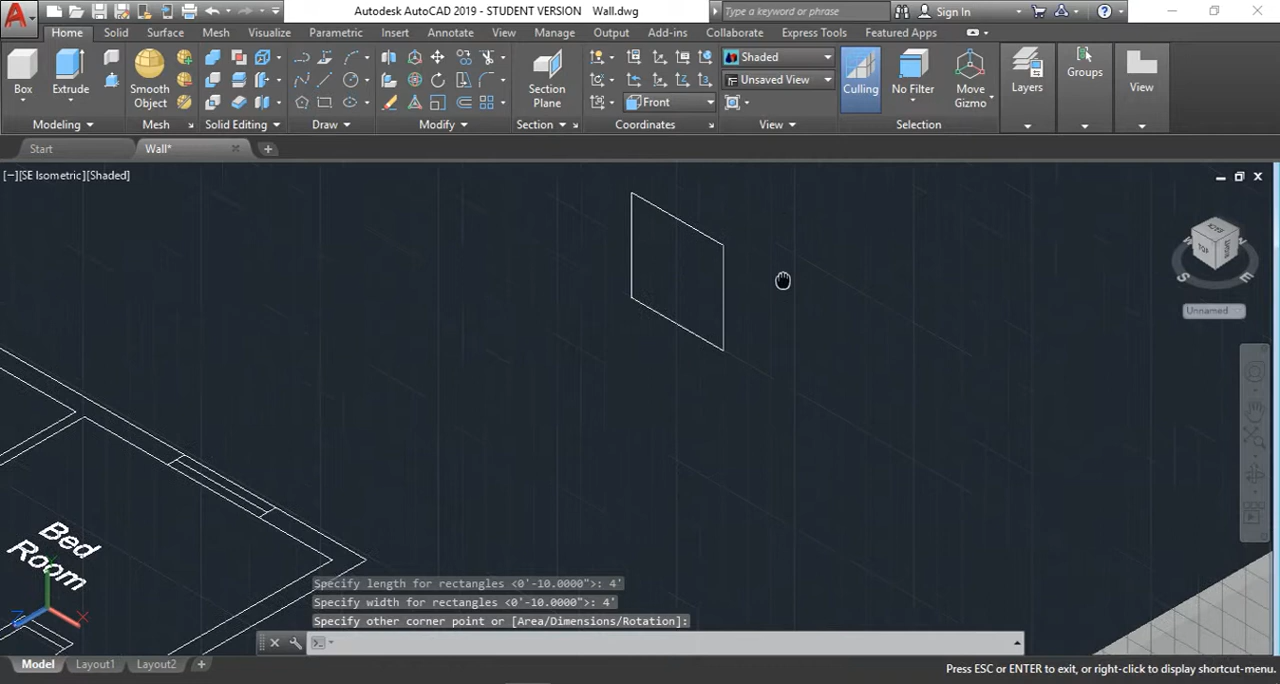 Autodesk AutoCAD 2019 - STUDENT VERSION Wall.dwg
Type a keyword or phrase
Sign In
Home Solid Surface Mesh Visualize Parametric Insert Annotate View Manage Output Add-ins Collaborate Express Tools Featured Apps
Box
Extrude
Smooth
Object
Section
Plane
Shaded
Unsaved View
Front
Culling
No Filter
Move
Gizmo
Layers
Groups
View
Modeling
Mesh
Solid Editing
Draw
Modify
Section
Coordinates
View
Selection
Start
Wall*
[−][SE Isometric][Shaded]
TOP
BACK
W
N
S
E
Unnamed
Bed
Room
Z
X
Specify length for rectangles <0'-10.0000">: 4'
Specify width for rectangles <0'-10.0000">: 4'
Specify other corner point or [Area/Dimensions/Rotation]:
Model
Layout1
Layout2
Press ESC or ENTER to exit, or right-click to display shortcut-menu.